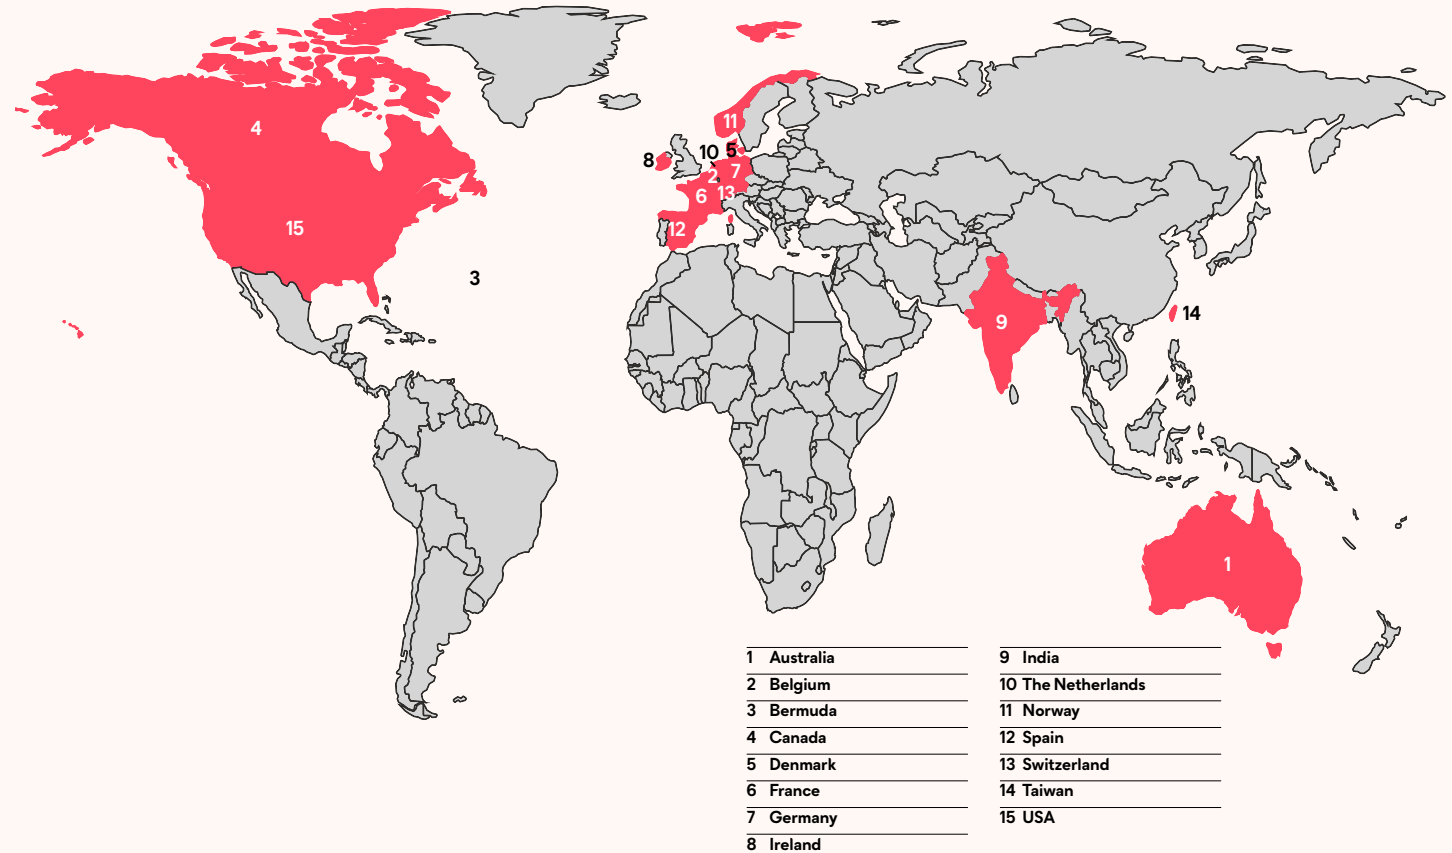 4
11
10
5
8
2
7
6
13
15
12
3
9
14
1
1 Australia
2 Belgium
3 Bermuda
4 Canada
5 Denmark
6 France
7 Germany
8 Ireland
9 India
10 The Netherlands
11 Norway
12 Spain
13 Switzerland
14 Taiwan
15 USA